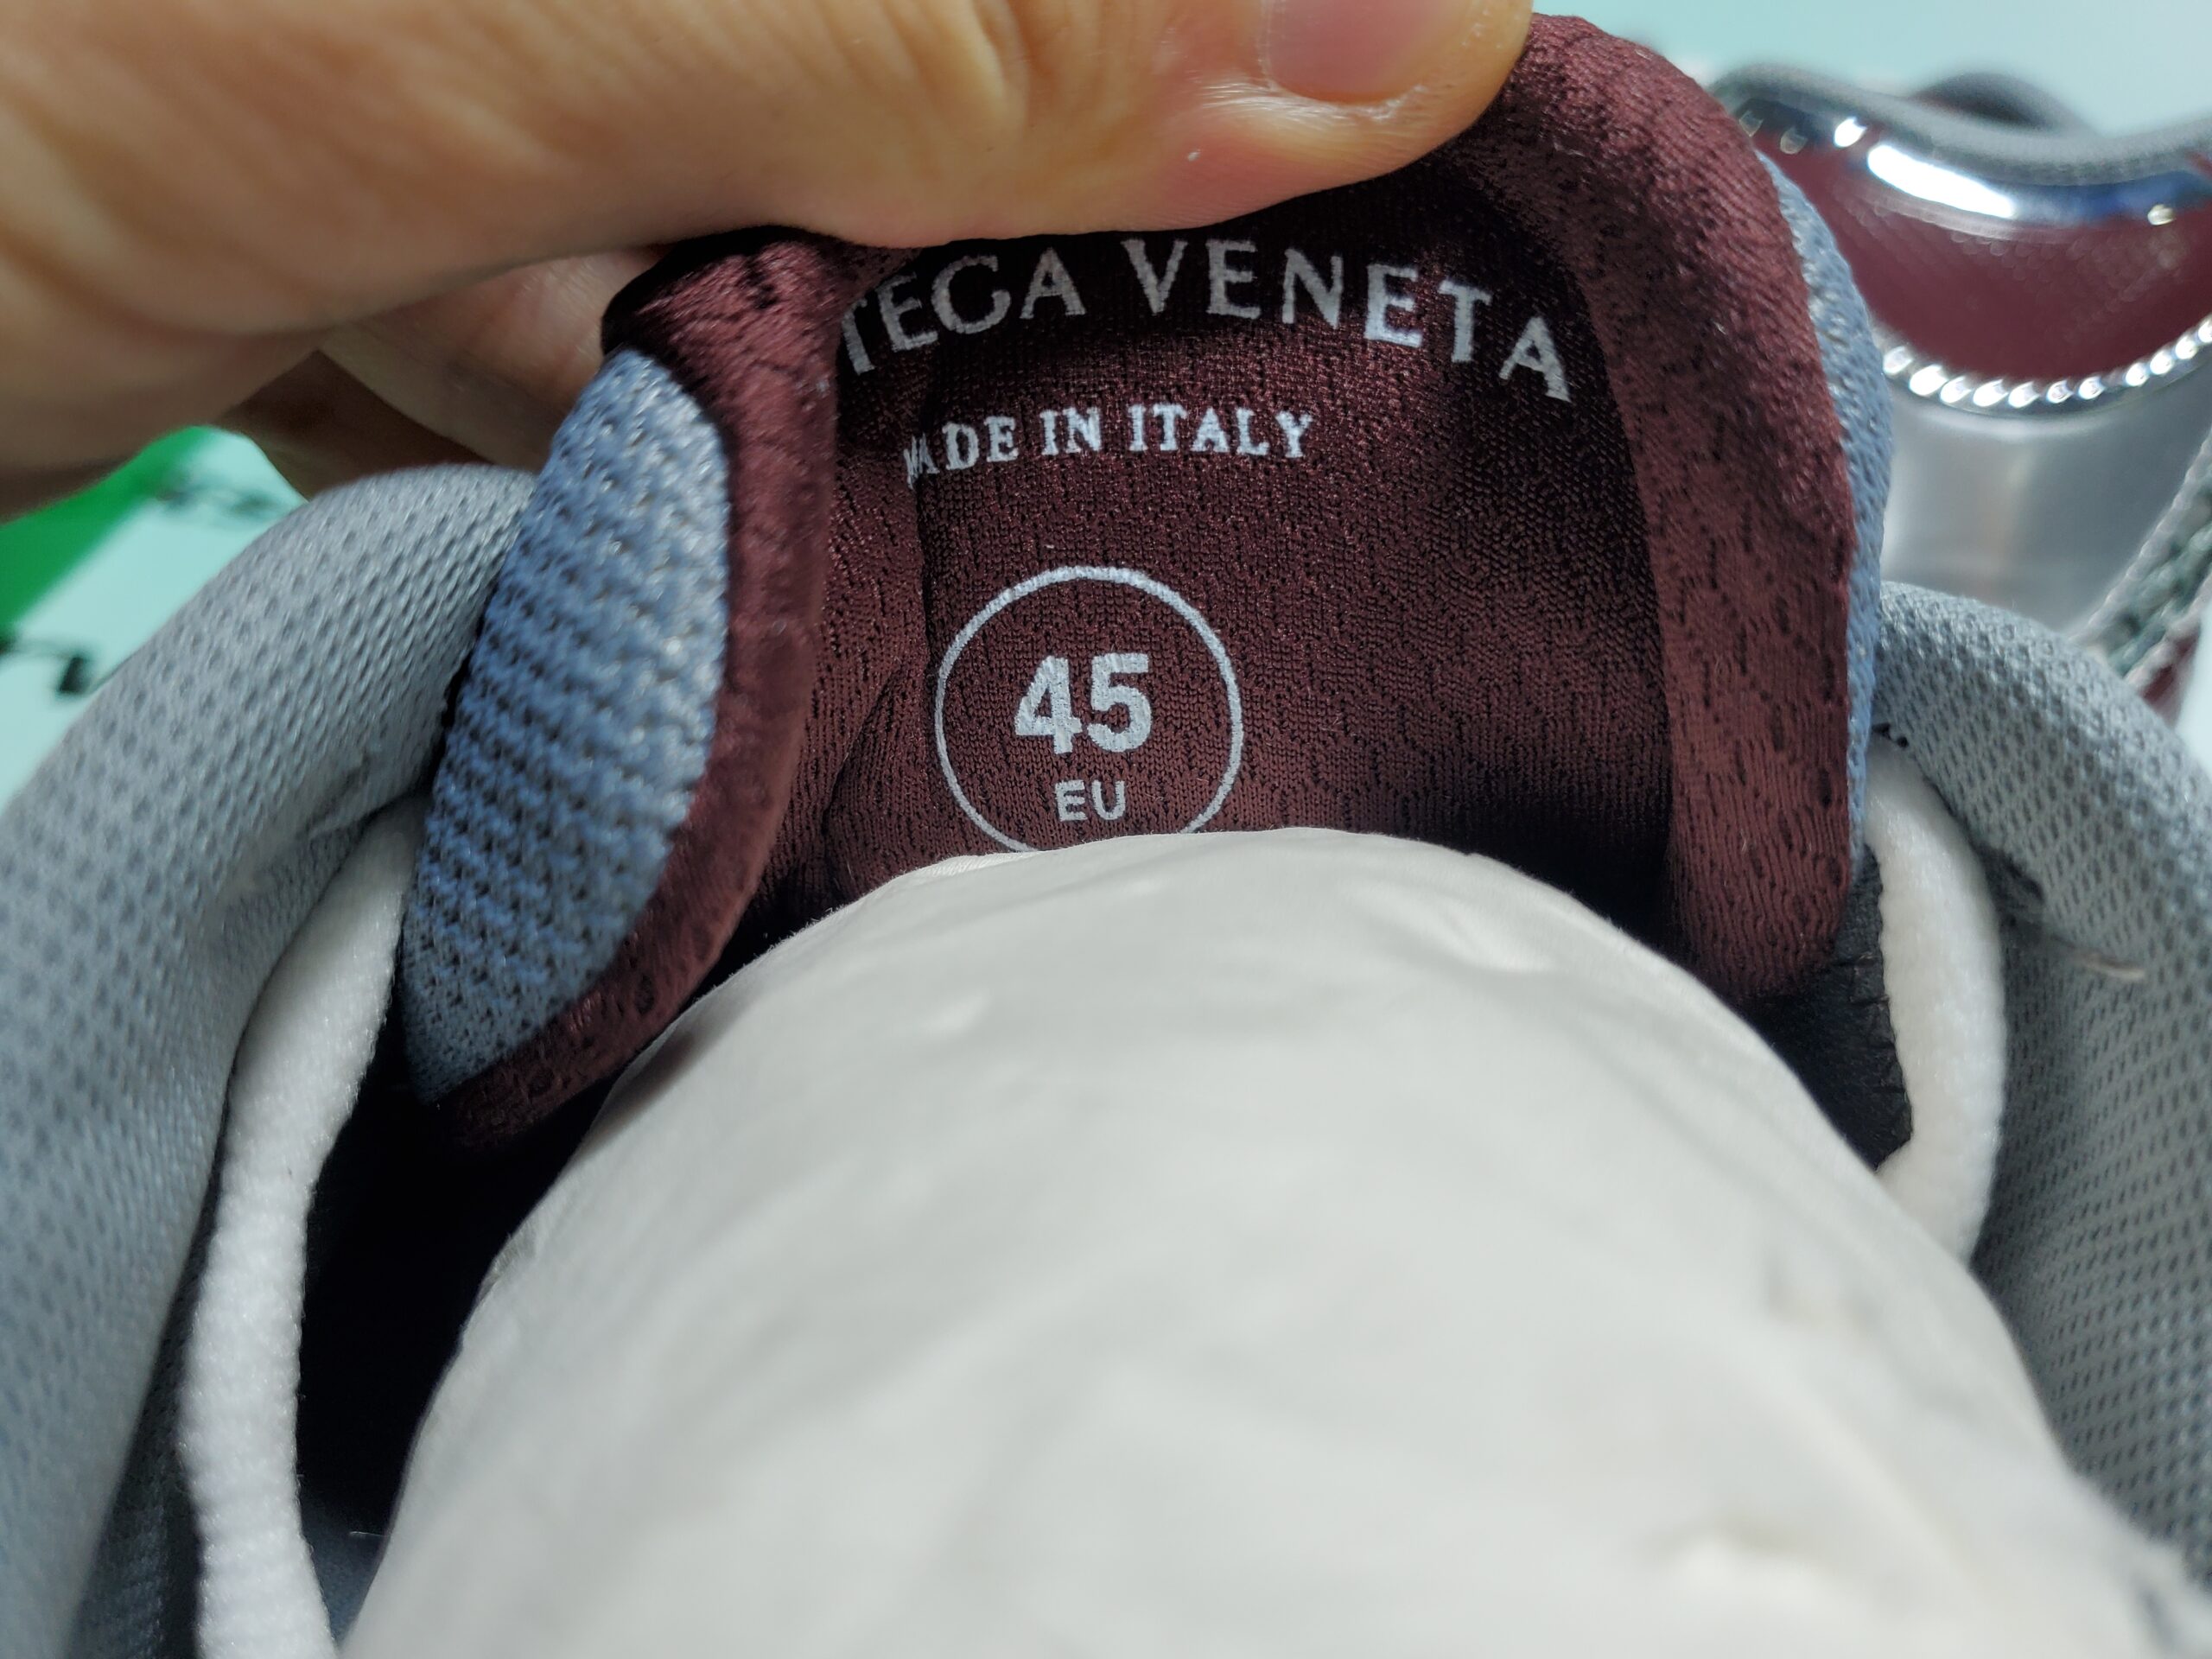 TEGA VENETA
MADE IN ITALY
45
EU